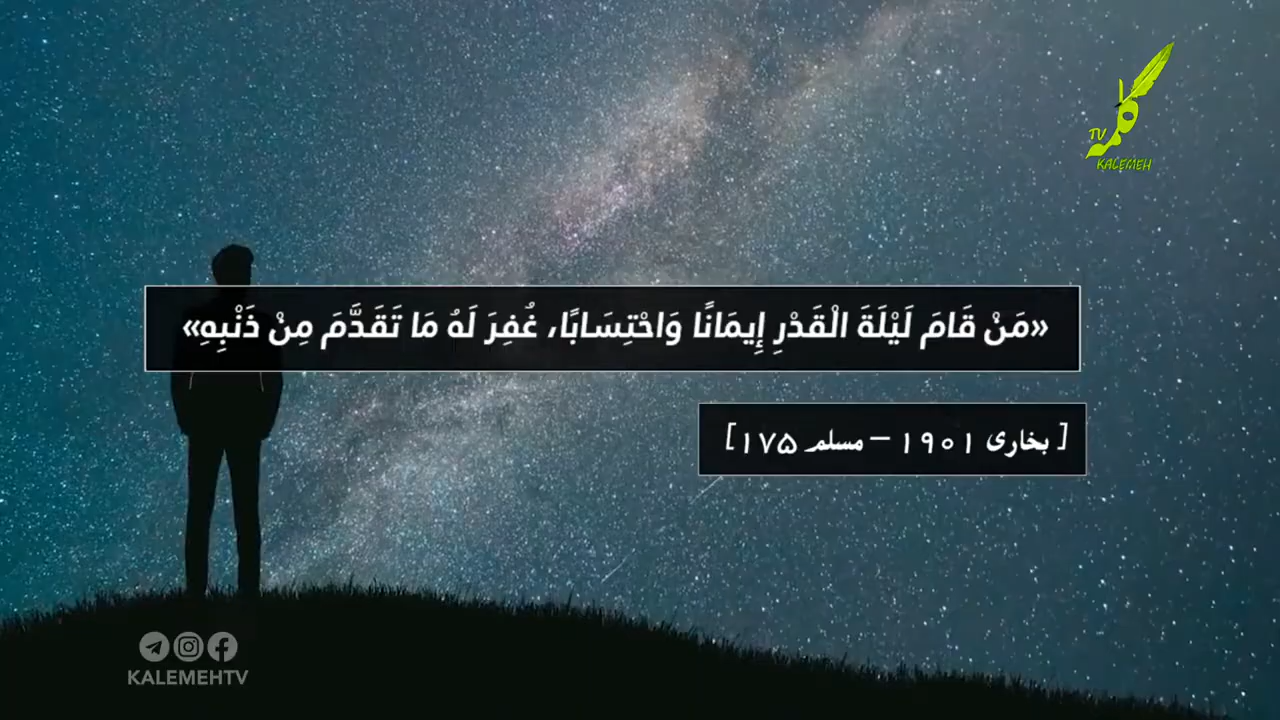 «مَنْ قَامَ لَيْلَةَ الْقَدْرِ إِيمَانًا وَاحْتِسَابًا، غُفِرَ لَهُ مَا تَقَدَّمَ مِنْ ذَنْبِهِ»
[ بخاری ۱۹۰۱ – مسلم ۱۷۵]
TV
KALEMEH
KALEMEHTV